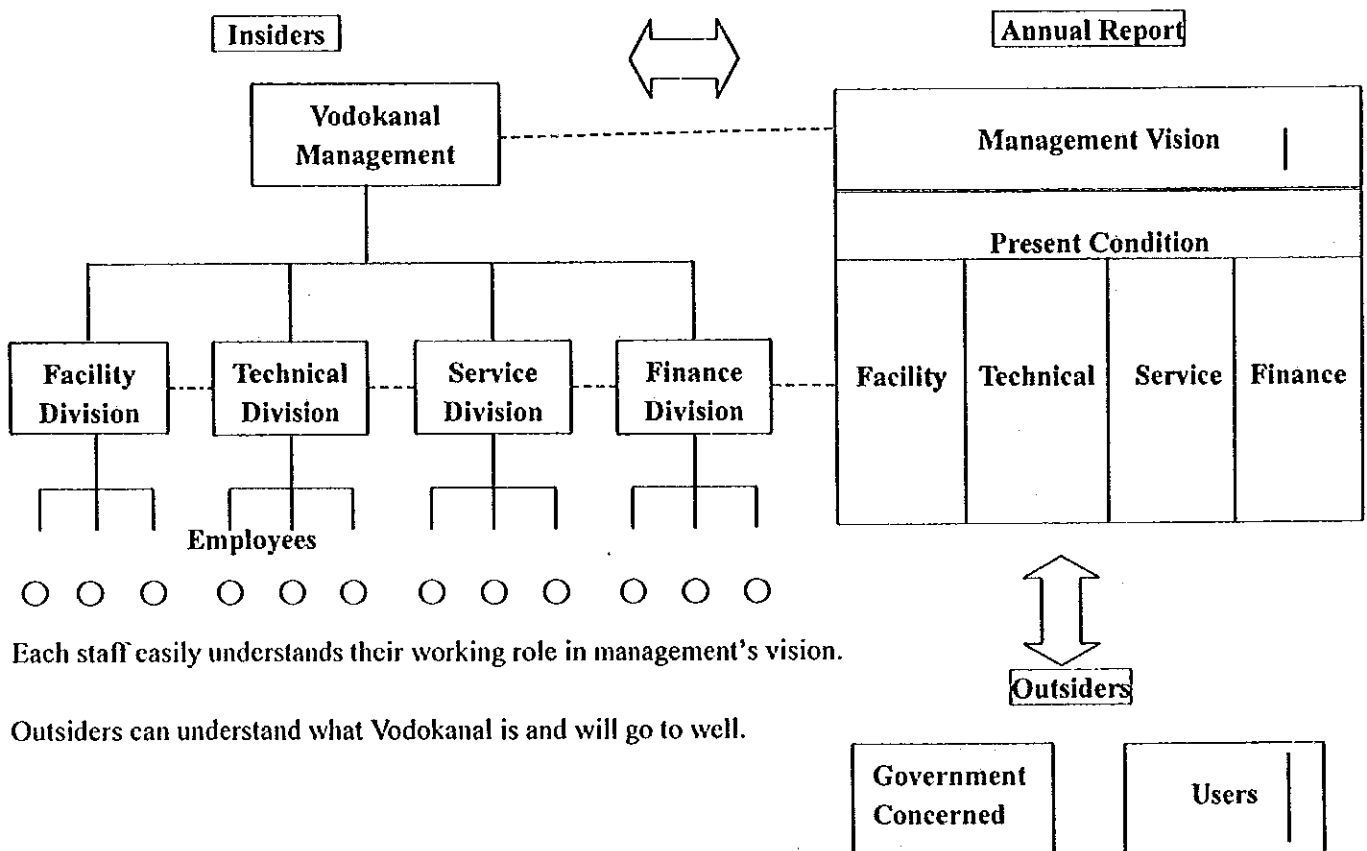 Insiders
Annual Report
Vodokanal
Management
Management Vision
Present Condition
Facility
Division
Technical
Division
Service
Division
Finance
Division
Facility
Technical
Service
Finance
Employees
Each staff easily understands their working role in management's vision.
Outsiders can understand what Vodokanal is and will go to well.
Outsiders
Government
Concerned
Users